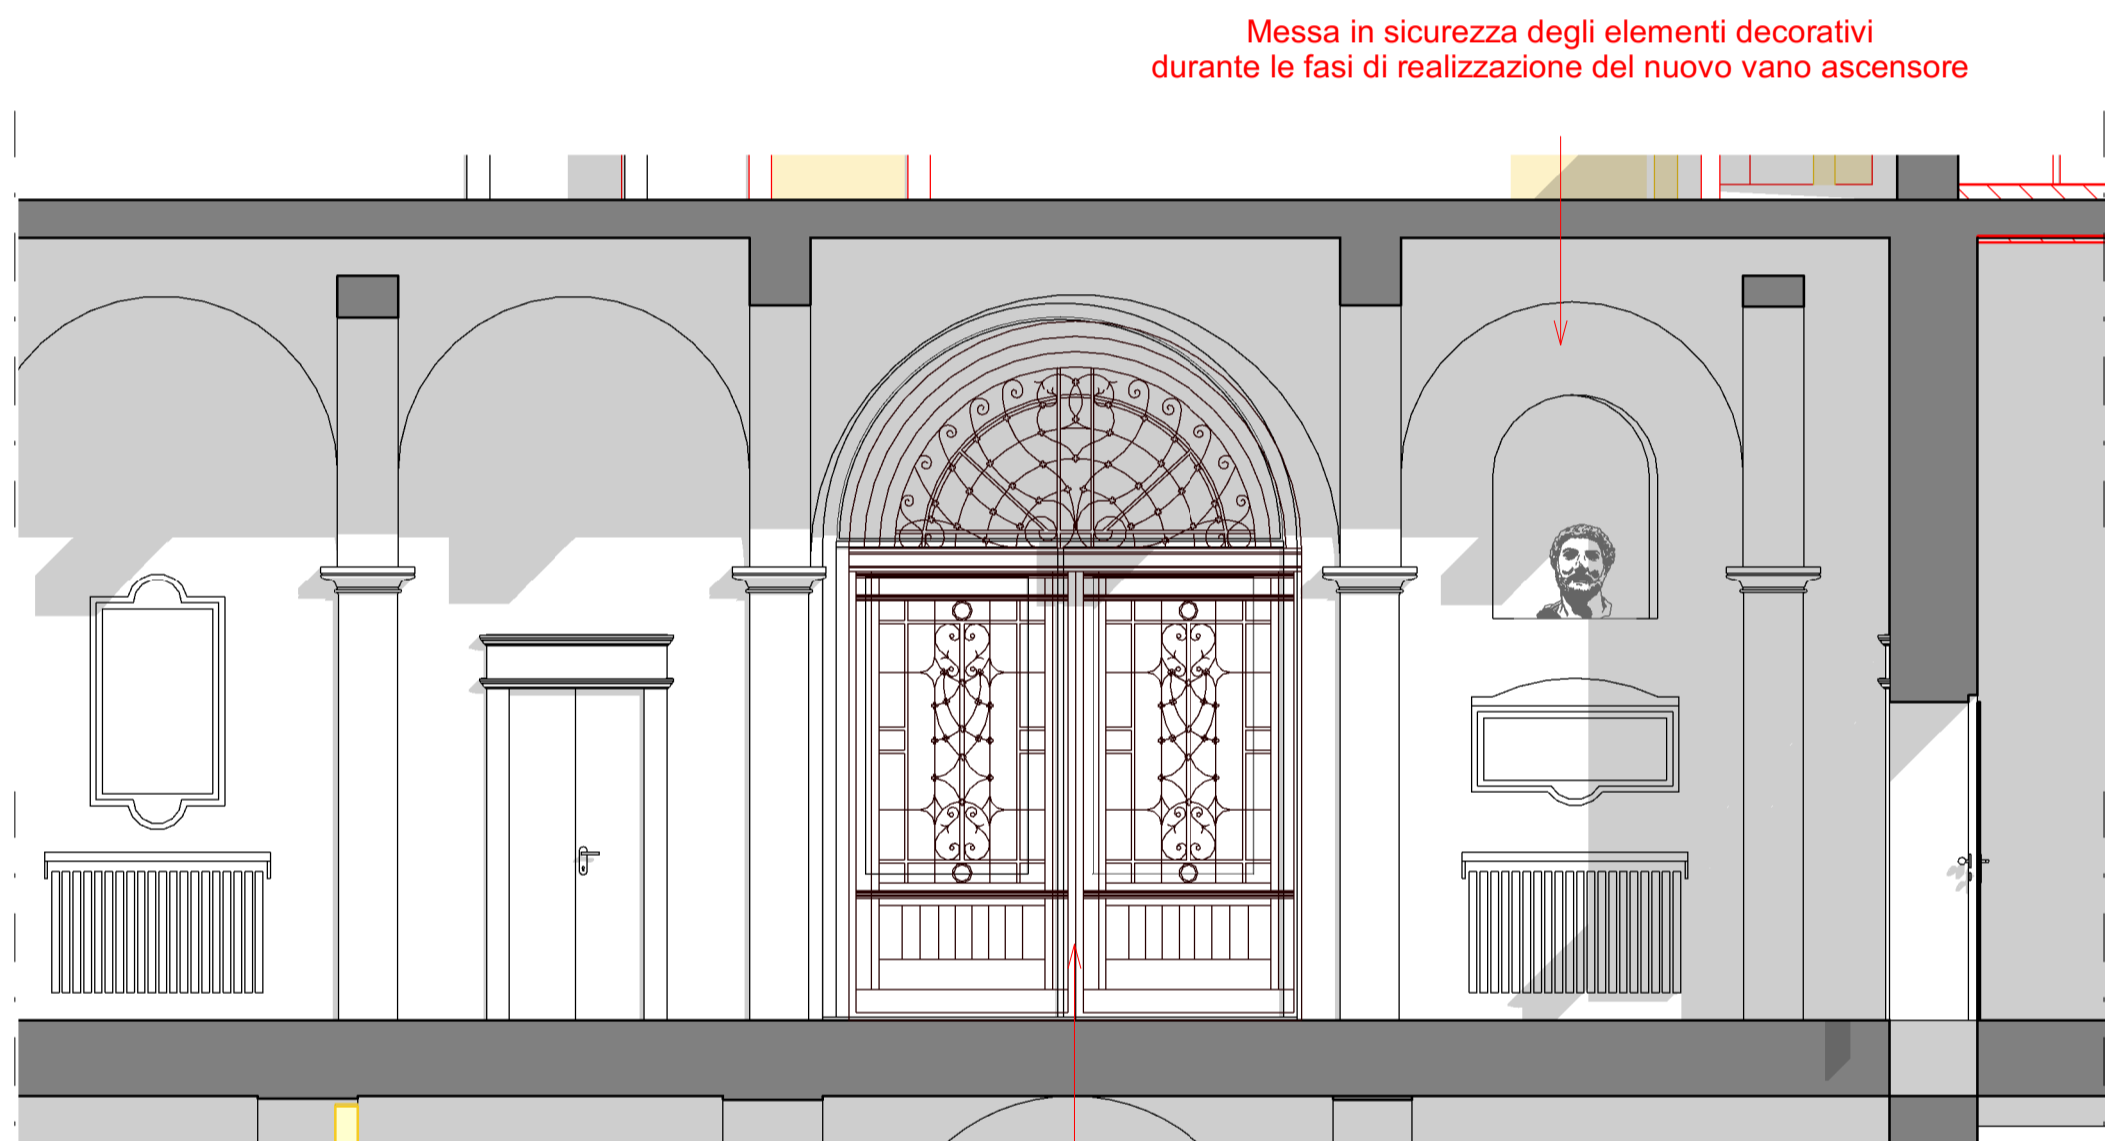 Messa in sicurezza degli elementi decorativi
durante le fasi di realizzazione del nuovo vano ascensore